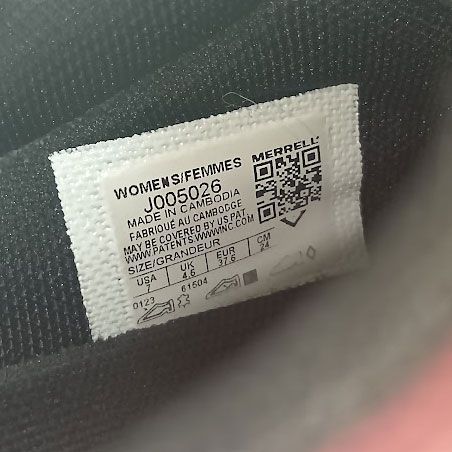 WOMENS/FEMMES
MERRELL
J005026
MADE IN CAMBODIA
FABRIQUÉ AU CAMBODGE
MAY BE COVERED BY US PAT.
WWW.PATENTS.WWWINC.COM
SIZE/GRANDEUR
USA UK EUR CM
7 4.5 37.5 24
0123 61504